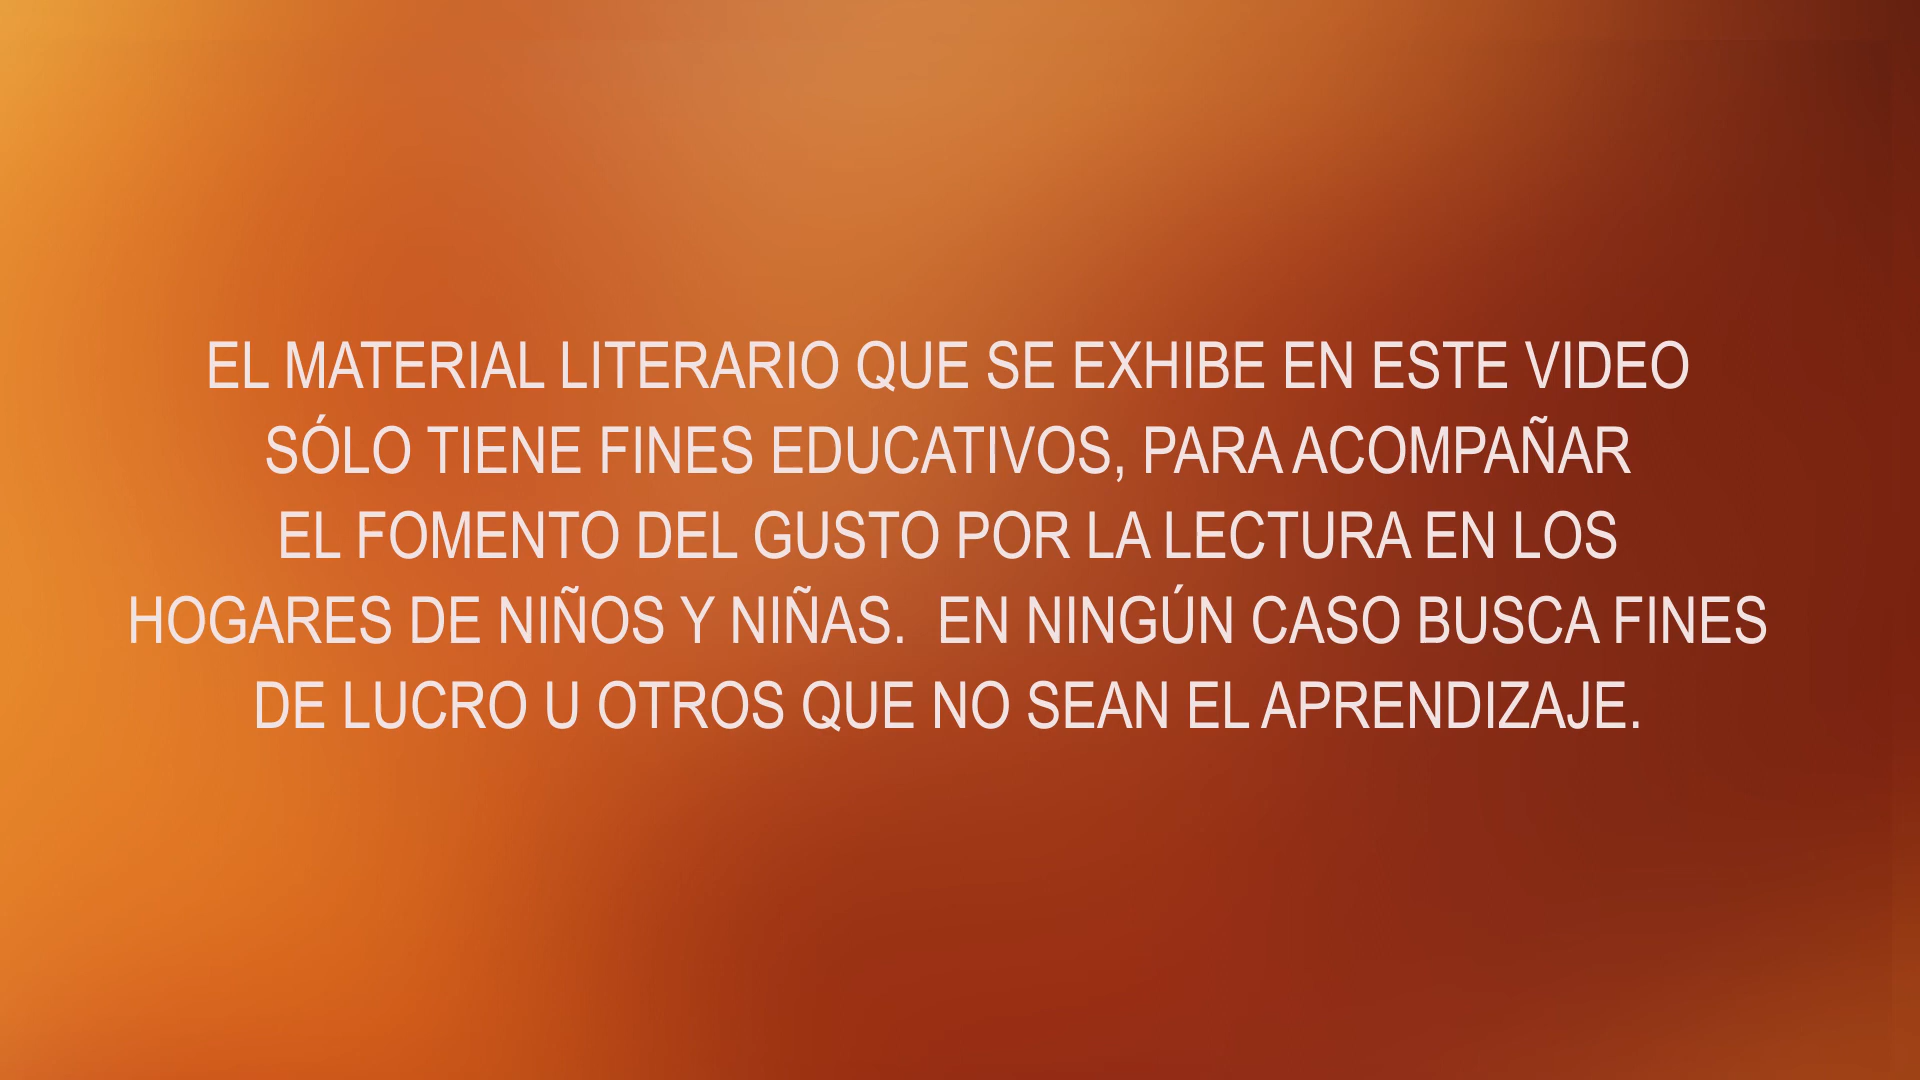 EL MATERIAL LITERARIO QUE SE EXHIBE EN ESTE VIDEO
SÓLO TIENE FINES EDUCATIVOS, PARA ACOMPAÑAR
EL FOMENTO DEL GUSTO POR LA LECTURA EN LOS
HOGARES DE NIÑOS Y NIÑAS.  EN NINGÚN CASO BUSCA FINES
DE LUCRO U OTROS QUE NO SEAN EL APRENDIZAJE.